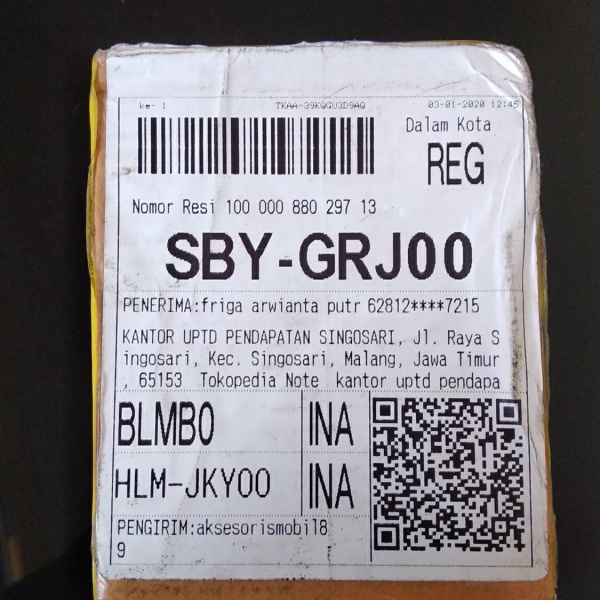 ke- 1 TKAA-39KQGU3D9AQ 03-01-2020 12:45
Dalam Kota
REG
Nomor Resi 100 000 880 297 13
SBY-GRJ00
PENERIMA:friga arwianta putr 62812****7215
KANTOR UPTD PENDAPATAN SINGOSARI, Jl. Raya S
ingosari, Kec. Singosari, Malang, Jawa Timur
, 65153 Tokopedia Note kantor uptd pendapa
BLMBO INA
HLM-JKY00 INA
PENGIRIM:aksesorismobil8
9